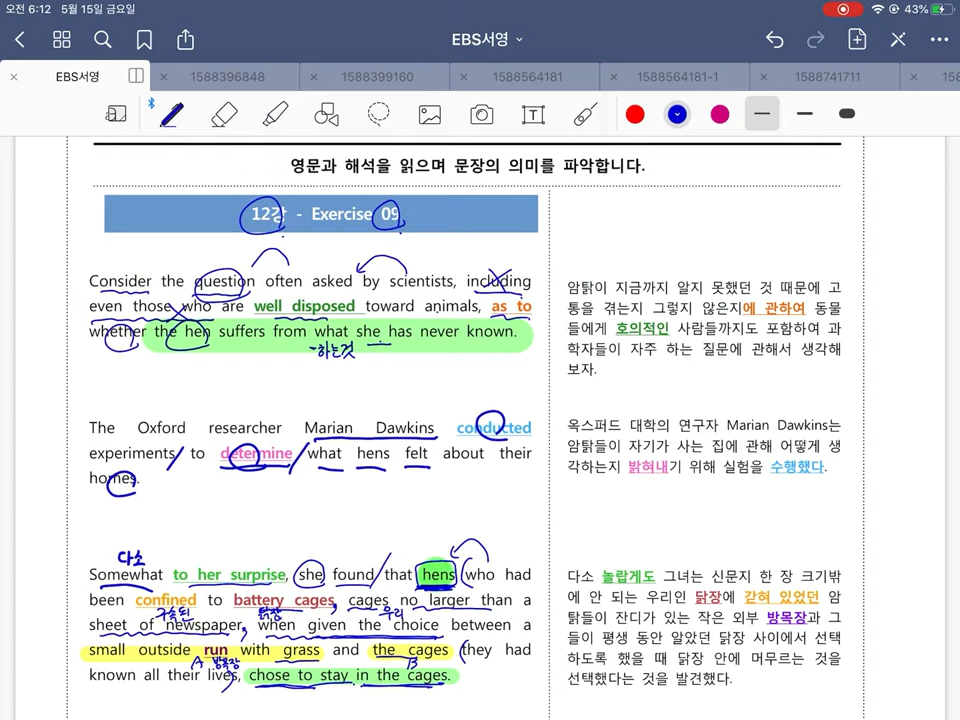 오후 6:12 5월 15일 금요일
43%
EBS서영
EBS서영
1588396848
1588399160
1588564181
1588564181-1
1588741711
158
T
영문과 해석을 읽으며 문장의 의미를 파악합니다.
12강 - Exercise 09
Consider the question often asked by scientists, including
even those who are well disposed toward animals, as to
whether the hen suffers from what she has never known.
-하는것
암탉이 지금까지 알지 못했던 것 때문에 고
통을 겪는지 그렇지 않은지에 관하여 동물
들에게 호의적인 사람들까지도 포함하여 과
학자들이 자주 하는 질문에 관해서 생각해
보자.
The Oxford researcher Marian Dawkins conducted
experiments to determine what hens felt about their
homes.
옥스퍼드 대학의 연구자 Marian Dawkins는
암탉들이 자기가 사는 집에 관해 어떻게 생
각하는지 밝혀내기 위해 실험을 수행했다.
다소
Somewhat to her surprise, she found that hens who had
been confined to battery cages, cages no larger than a
구속된 닭장 우리
sheet of newspaper, when given the choice between a
small outside run with grass and the cages (they had
A 방목장 B
known all their lives, chose to stay in the cages.
다소 놀랍게도 그녀는 신문지 한 장 크기밖
에 안 되는 우리인 닭장에 갇혀 있었던 암
탉들이 잔디가 있는 작은 외부 방목장과 그
들이 평생 동안 알았던 닭장 사이에서 선택
하도록 했을 때 닭장 안에 머무르는 것을
선택했다는 것을 발견했다.